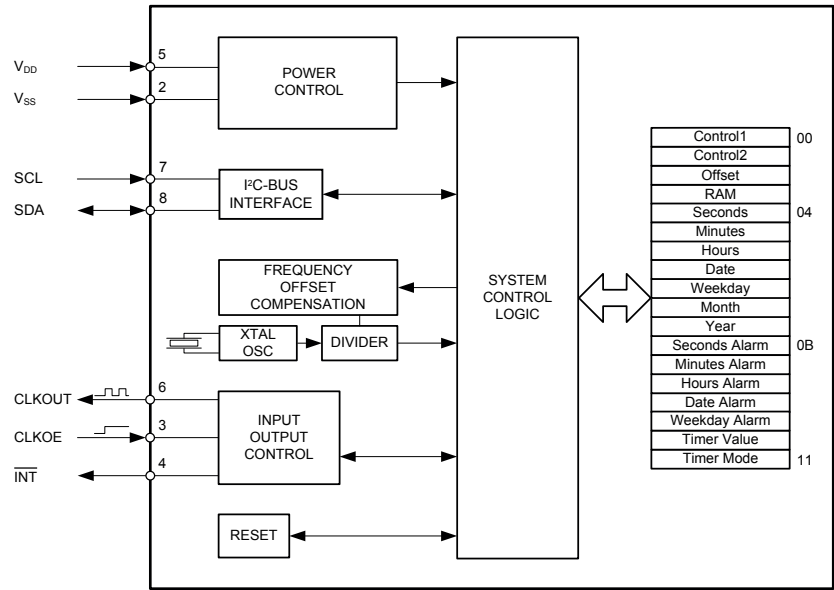 V_DD
5
V_SS
2
POWER
CONTROL
SCL
7
SDA
8
I²C-BUS
INTERFACE
FREQUENCY
OFFSET
COMPENSATION
XTAL
OSC
DIVIDER
CLKOUT
6
CLKOE
3
INT
4
INPUT
OUTPUT
CONTROL
RESET
SYSTEM
CONTROL
LOGIC
Control1 00
Control2
Offset
RAM
Seconds 04
Minutes
Hours
Date
Weekday
Month
Year
Seconds Alarm 0B
Minutes Alarm
Hours Alarm
Date Alarm
Weekday Alarm
Timer Value
Timer Mode 11